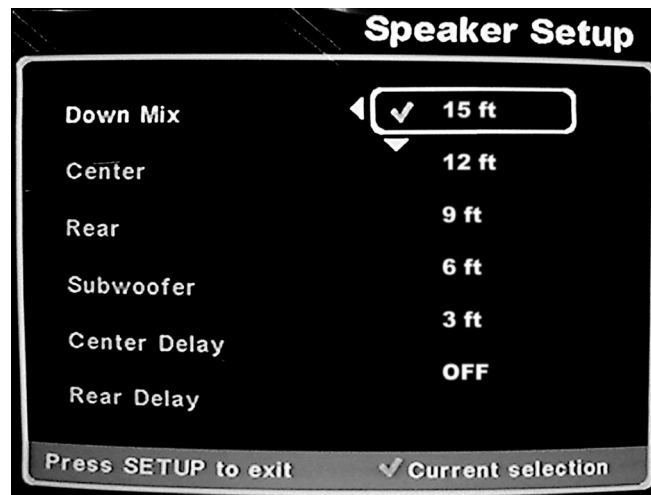 Speaker Setup
Down Mix
✓ 15 ft
Center
12 ft
Rear
9 ft
Subwoofer
6 ft
Center Delay
3 ft
Rear Delay
OFF
Press SETUP to exit
✓ Current selection